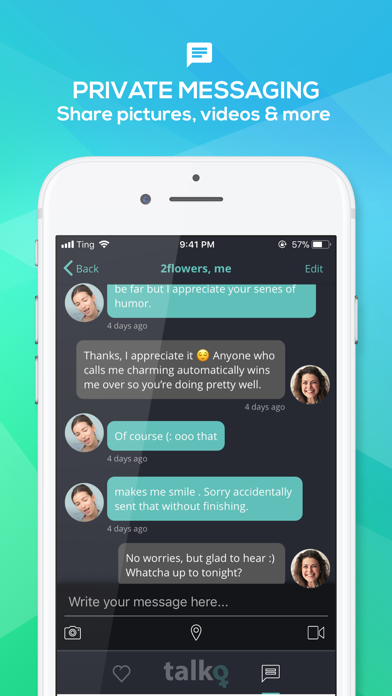 PRIVATE MESSAGING
Share pictures, videos & more
Ting 9:41 PM 57%
Back 2flowers, me Edit
be far but I appreciate your senes of
humor.
4 days ago
Thanks, I appreciate it 😌 Anyone who
calls me charming automatically wins
me over so you're doing pretty well.
4 days ago
Of course (: ooo that
4 days ago
makes me smile . Sorry accidentally
sent that without finishing.
4 days ago
No worries, but glad to hear :)
Whatcha up to tonight?
Write your message here...
talko